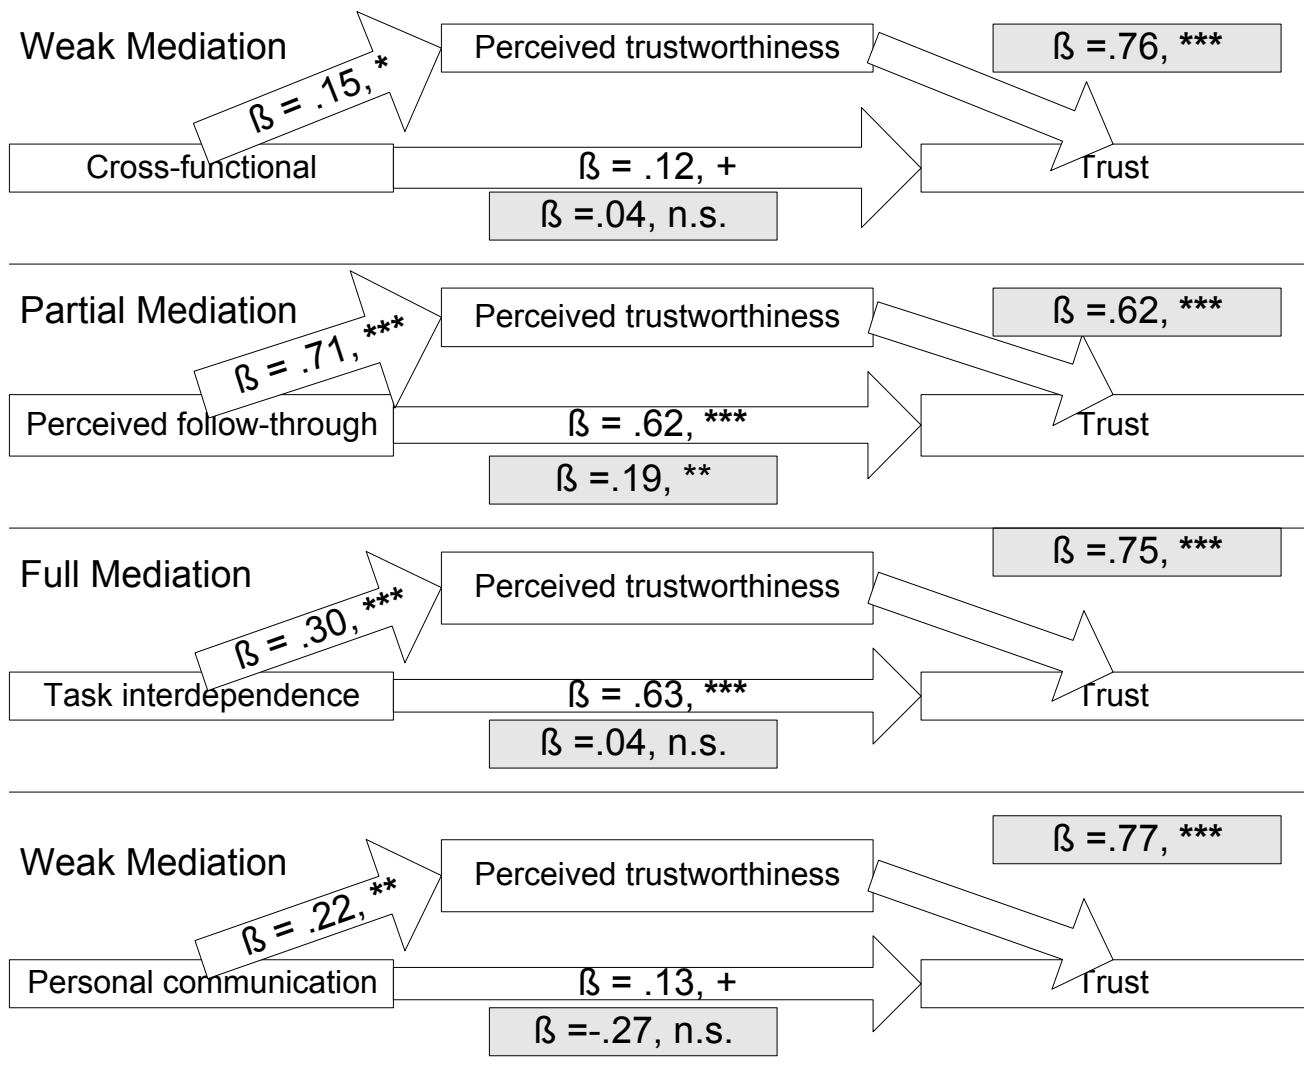 Weak Mediation
Perceived trustworthiness
ß =.76, ***
ß = .15, *
Cross-functional
ß = .12, +
Trust
ß =.04, n.s.
Partial Mediation
Perceived trustworthiness
ß =.62, ***
ß = .71, ***
Perceived follow-through
ß = .62, ***
Trust
ß =.19, **
Full Mediation
Perceived trustworthiness
ß =.75, ***
ß = .30, ***
Task interdependence
ß = .63, ***
Trust
ß =.04, n.s.
Weak Mediation
Perceived trustworthiness
ß =.77, ***
ß = .22, **
Personal communication
ß = .13, +
Trust
ß =-.27, n.s.